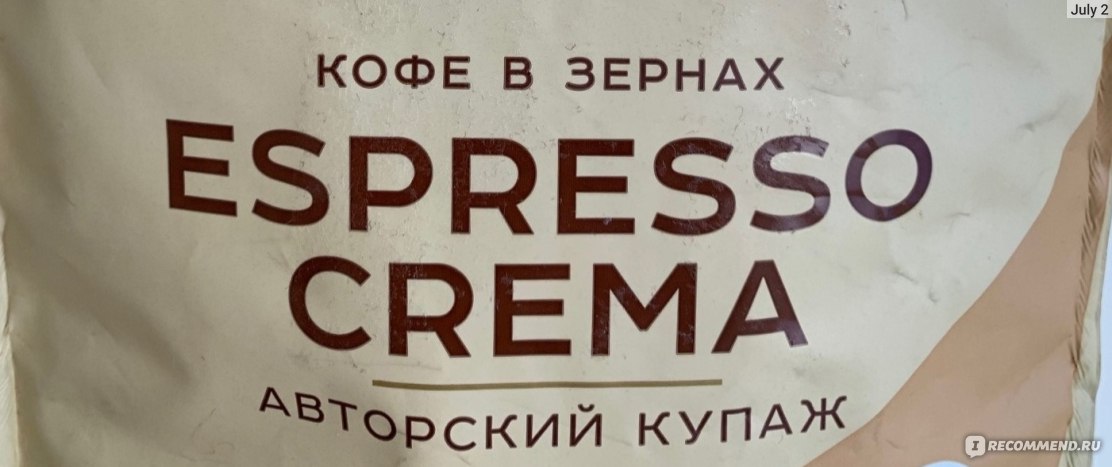 July 2
КОФЕ В ЗЕРНАХ
ESPRESSO
CREMA
АВТОРСКИЙ КУПАЖ
IRECOMMEND.RU